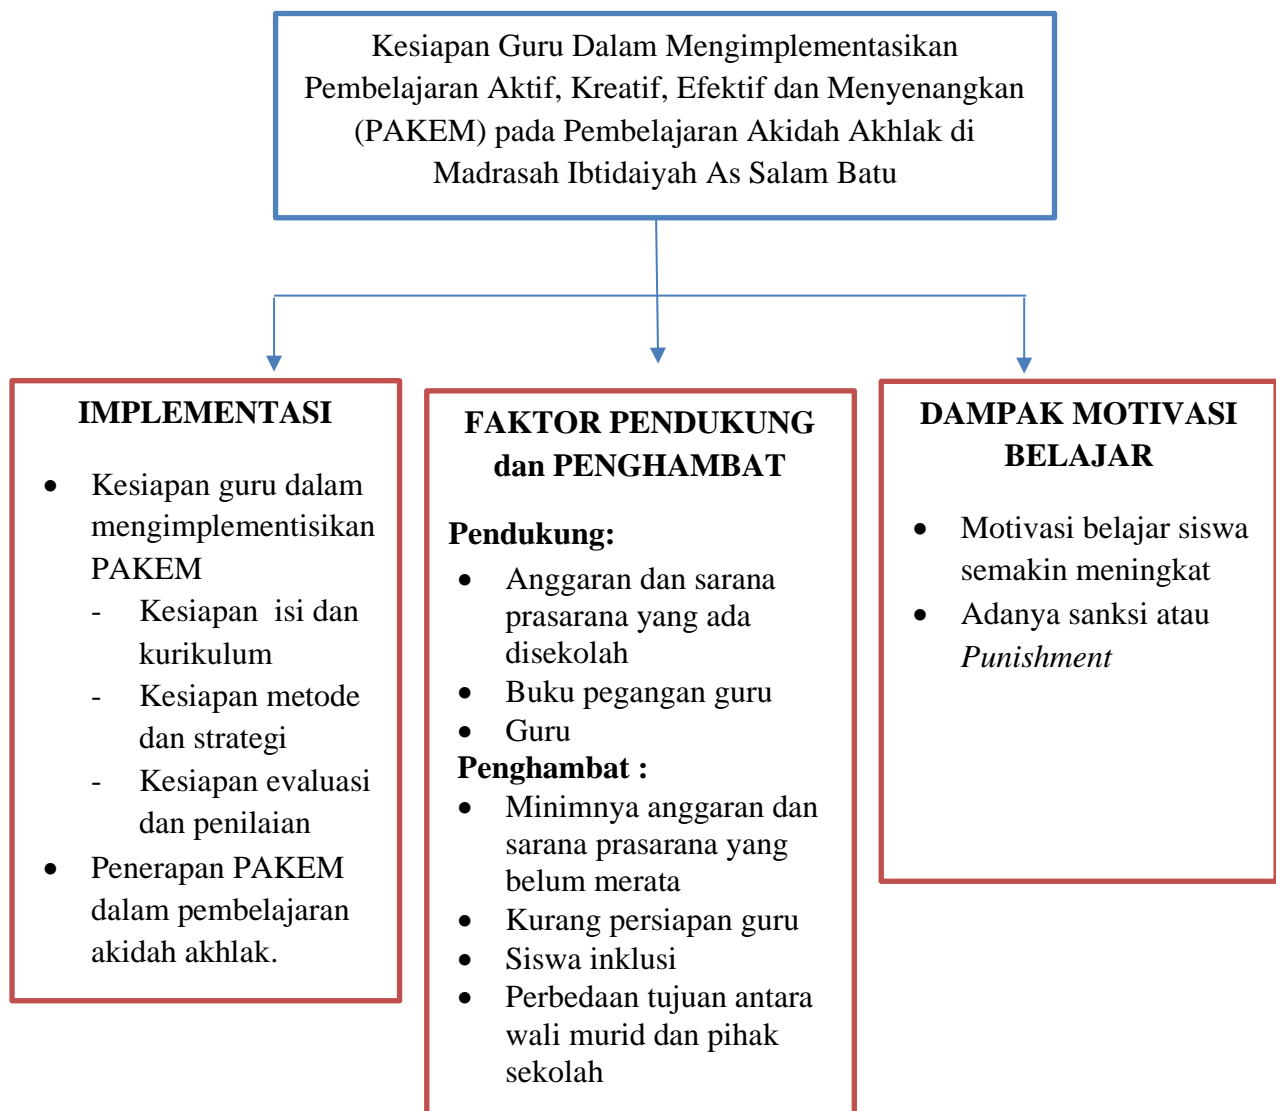 Kesiapan Guru Dalam Mengimplementasikan
Pembelajaran Aktif, Kreatif, Efektif dan Menyenangkan
(PAKEM) pada Pembelajaran Akidah Akhlak di
Madrasah Ibtidaiyah As Salam Batu
IMPLEMENTASI
• Kesiapan guru dalam
mengimplementisikan
PAKEM
- Kesiapan isi dan
kurikulum
- Kesiapan metode
dan strategi
- Kesiapan evaluasi
dan penilaian
• Penerapan PAKEM
dalam pembelajaran
akidah akhlak.
FAKTOR PENDUKUNG
dan PENGHAMBAT
Pendukung:
• Anggaran dan sarana
prasarana yang ada
disekolah
• Buku pegangan guru
• Guru
Penghambat :
• Minimnya anggaran dan
sarana prasarana yang
belum merata
• Kurang persiapan guru
• Siswa inklusi
• Perbedaan tujuan antara
wali murid dan pihak
sekolah
DAMPAK MOTIVASI
BELAJAR
• Motivasi belajar siswa
semakin meningkat
• Adanya sanksi atau
Punishment